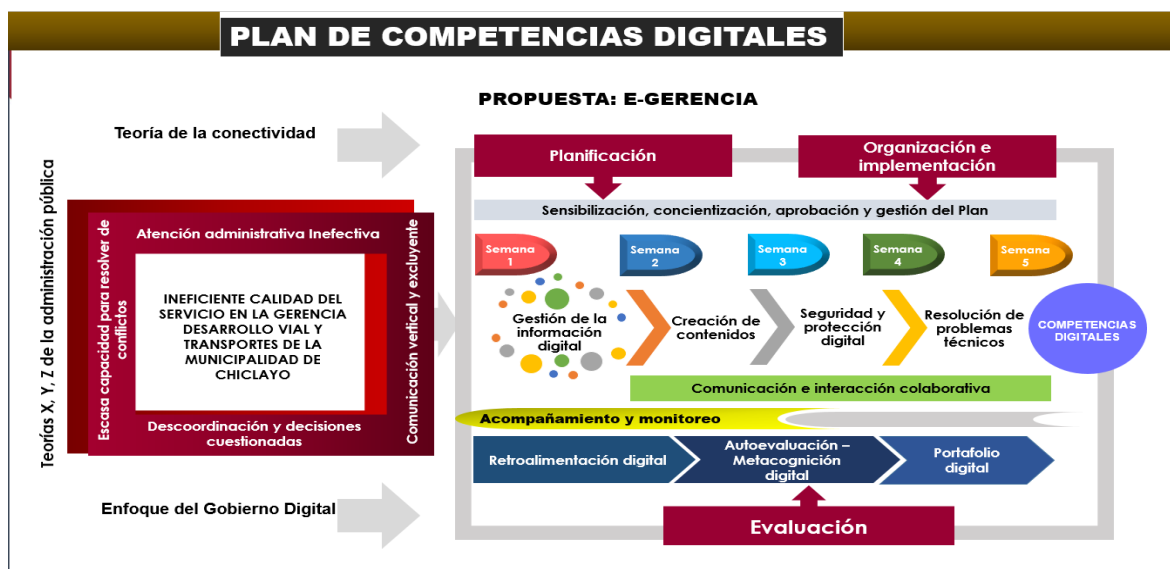 PLAN DE COMPETENCIAS DIGITALES
PROPUESTA: E-GERENCIA
Teoría de la conectividad
Teorías X, Y, Z de la administración pública
Enfoque del Gobierno Digital
Escasa capacidad para resolver de
conflictos
Atención administrativa Inefectiva
Comunicación vertical y excluyente
INEFICIENTE CALIDAD DEL
SERVICIO EN LA GERENCIA
DESARROLLO VIAL Y
TRANSPORTES DE LA
MUNICIPALIDAD DE
CHICLAYO
Descoordinación y decisiones
cuestionadas
Planificación
Organización e
implementación
Sensibilización, concientización, aprobación y gestión del Plan
Semana
1
Semana
2
Semana
3
Semana
4
Semana
5
Gestión de la
información
digital
Creación de
contenidos
Seguridad y
protección
digital
Resolución de
problemas
técnicos
COMPETENCIAS
DIGITALES
Comunicación e interacción colaborativa
Acompañamiento y monitoreo
Retroalimentación digital
Autoevaluación –
Metacognición
digital
Portafolio
digital
Evaluación